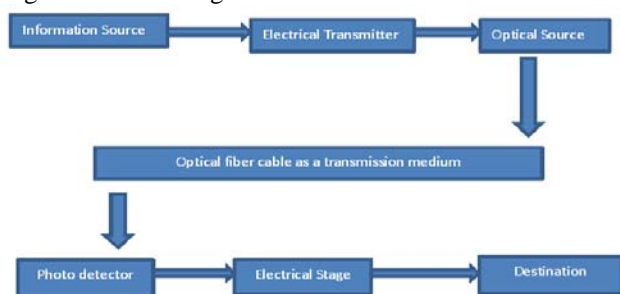 Information Source
Electrical Transmitter
Optical Source
Optical fiber cable as a transmission medium
Photo detector
Electrical Stage
Destination